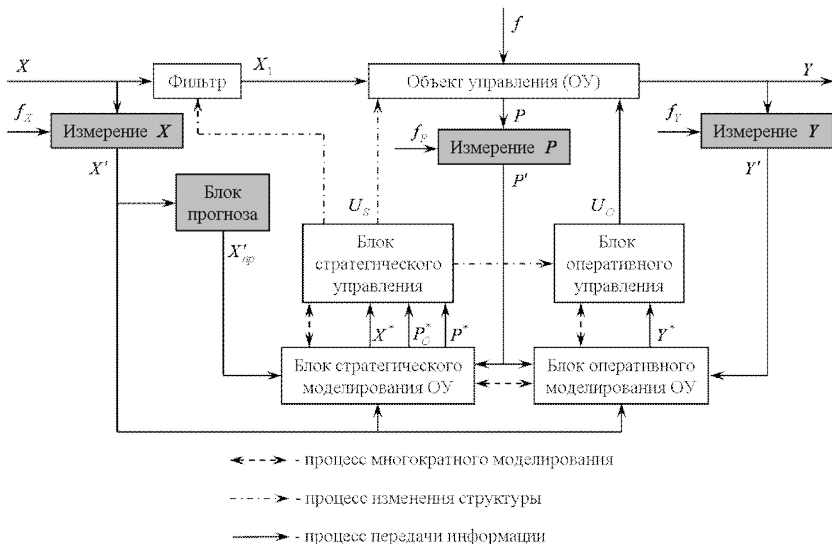 f
X
Фильтр
X₁
Объект управления (ОУ)
Y
f_X
Измерение X
P
f_P
Измерение P
f_Y
Измерение Y
X'
P'
Y'
Блок
прогноза
U_S
U_O
X'_пр
Блок
стратегического
управления
Блок
оперативного
управления
X*
P_O*
P*
Y*
Блок стратегического
моделирования ОУ
Блок оперативного
моделирования ОУ
- процесс многократного моделирования
- процесс изменения структуры
- процесс передачи информации